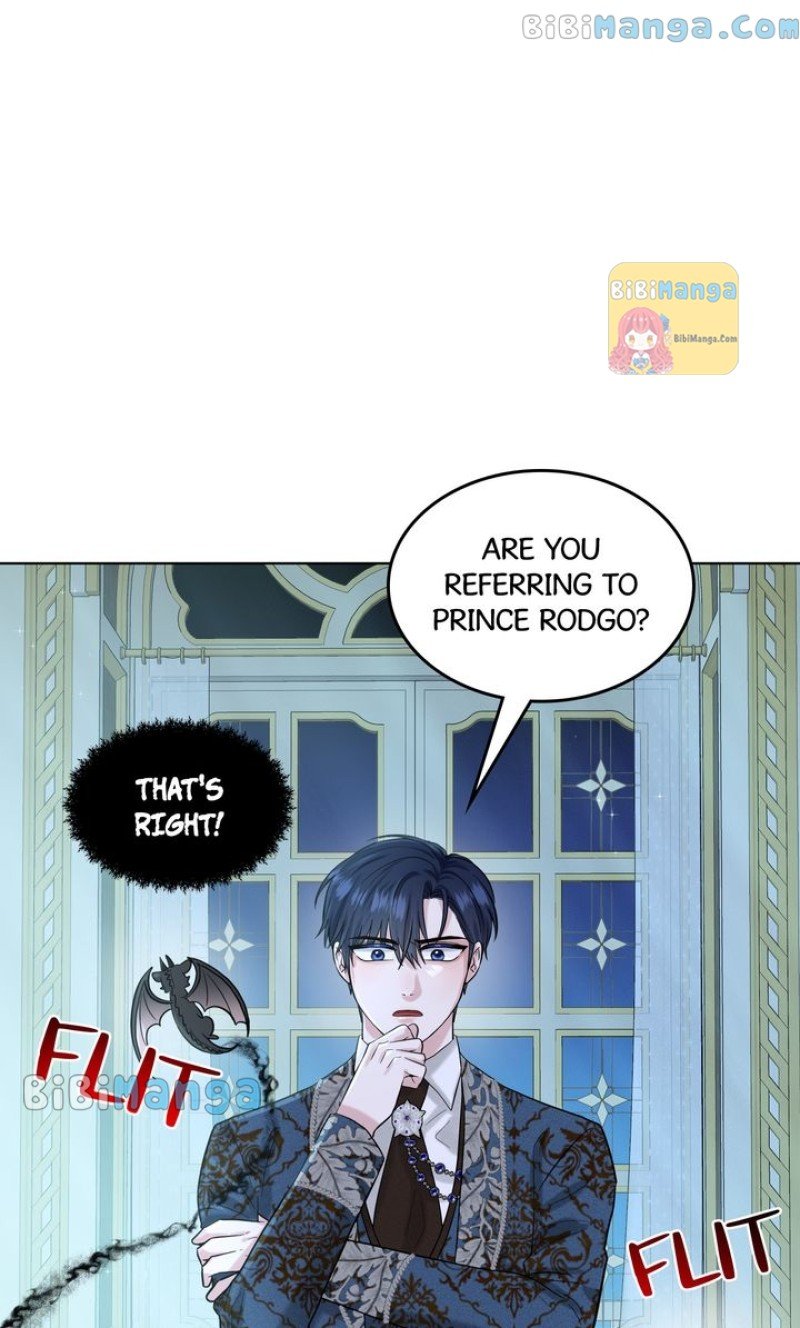 BiBiManga.Com
BiBiManga
BibiManga.Com
ARE YOU
REFERRING TO
PRINCE RODGO?
THAT'S
RIGHT!
FLIT
BiBiManga
FLIT